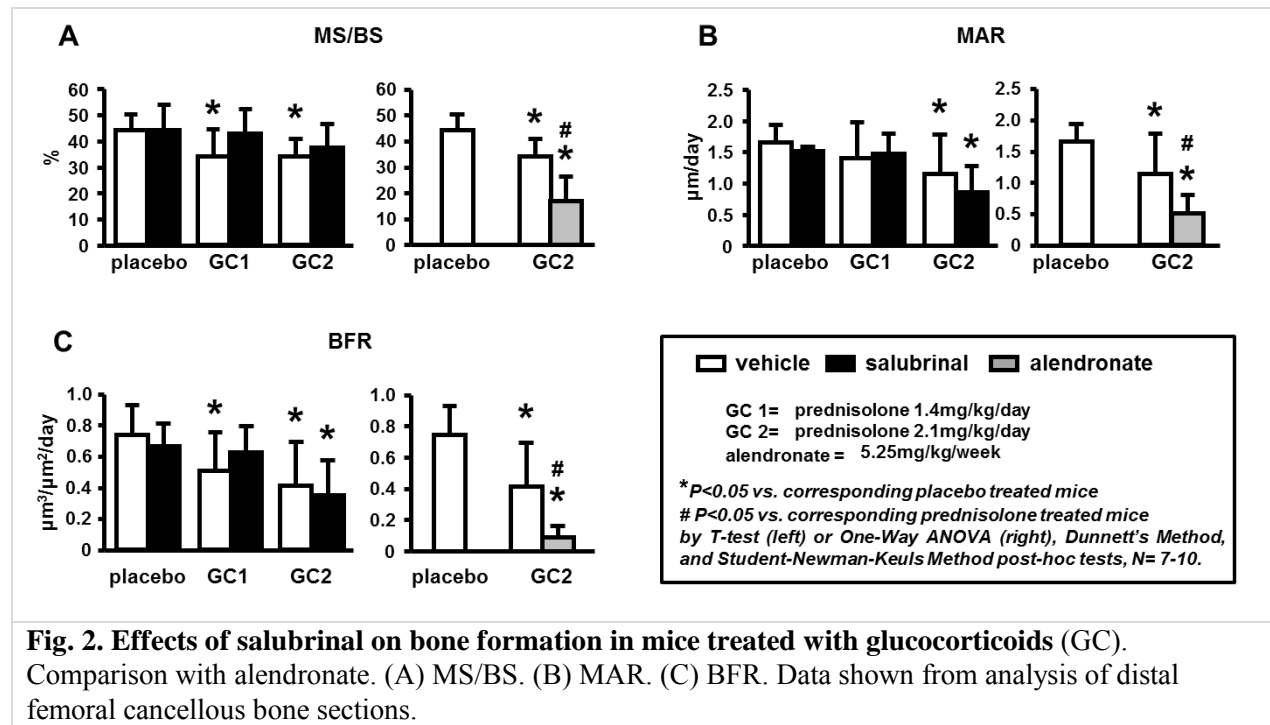 A
MS/BS
60
50
40
30
20
10
0
%
*
*
placebo
GC1
GC2
60
50
40
30
20
10
0
*
#
*
placebo
GC2
B
MAR
2.5
2.0
1.5
1.0
0.5
0
µm/day
*
*
placebo
GC1
GC2
2.5
2.0
1.5
1.0
0.5
0
*
#
*
placebo
GC2
C
BFR
1.0
0.8
0.6
0.4
0.2
0
µm³/µm²/day
*
*
*
placebo
GC1
GC2
1.0
0.8
0.6
0.4
0.2
0
*
#
*
placebo
GC2
vehicle salubrinal alendronate
GC 1= prednisolone 1.4mg/kg/day
GC 2= prednisolone 2.1mg/kg/day
alendronate = 5.25mg/kg/week
*P<0.05 vs. corresponding placebo treated mice
# P<0.05 vs. corresponding prednisolone treated mice
by T-test (left) or One-Way ANOVA (right), Dunnett's Method,
and Student-Newman-Keuls Method post-hoc tests, N= 7-10.
Fig. 2. Effects of salubrinal on bone formation in mice treated with glucocorticoids (GC).
Comparison with alendronate. (A) MS/BS. (B) MAR. (C) BFR. Data shown from analysis of distal
femoral cancellous bone sections.